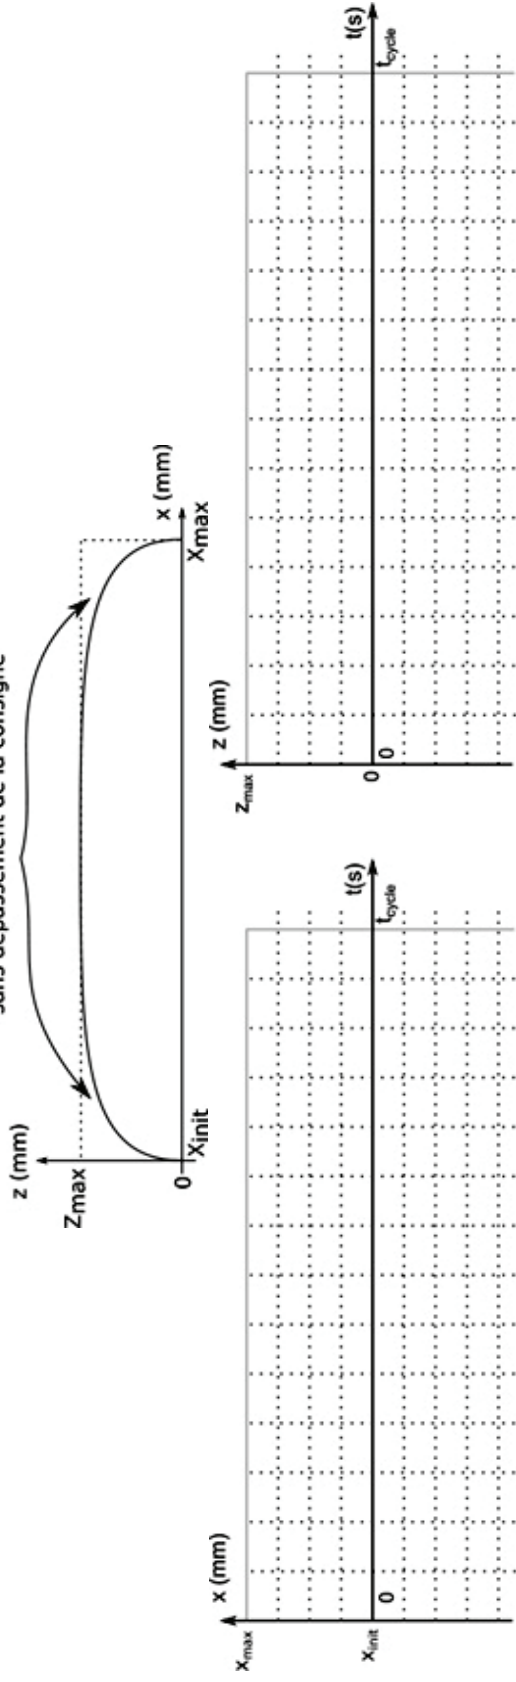 sans dépassement de la consigne
z (mm)
Zmax
0
Xinit
Xmax
x (mm)
x (mm)
xmax
xinit
0
tcycle
t(s)
z (mm)
zmax
0
0
tcycle
t(s)